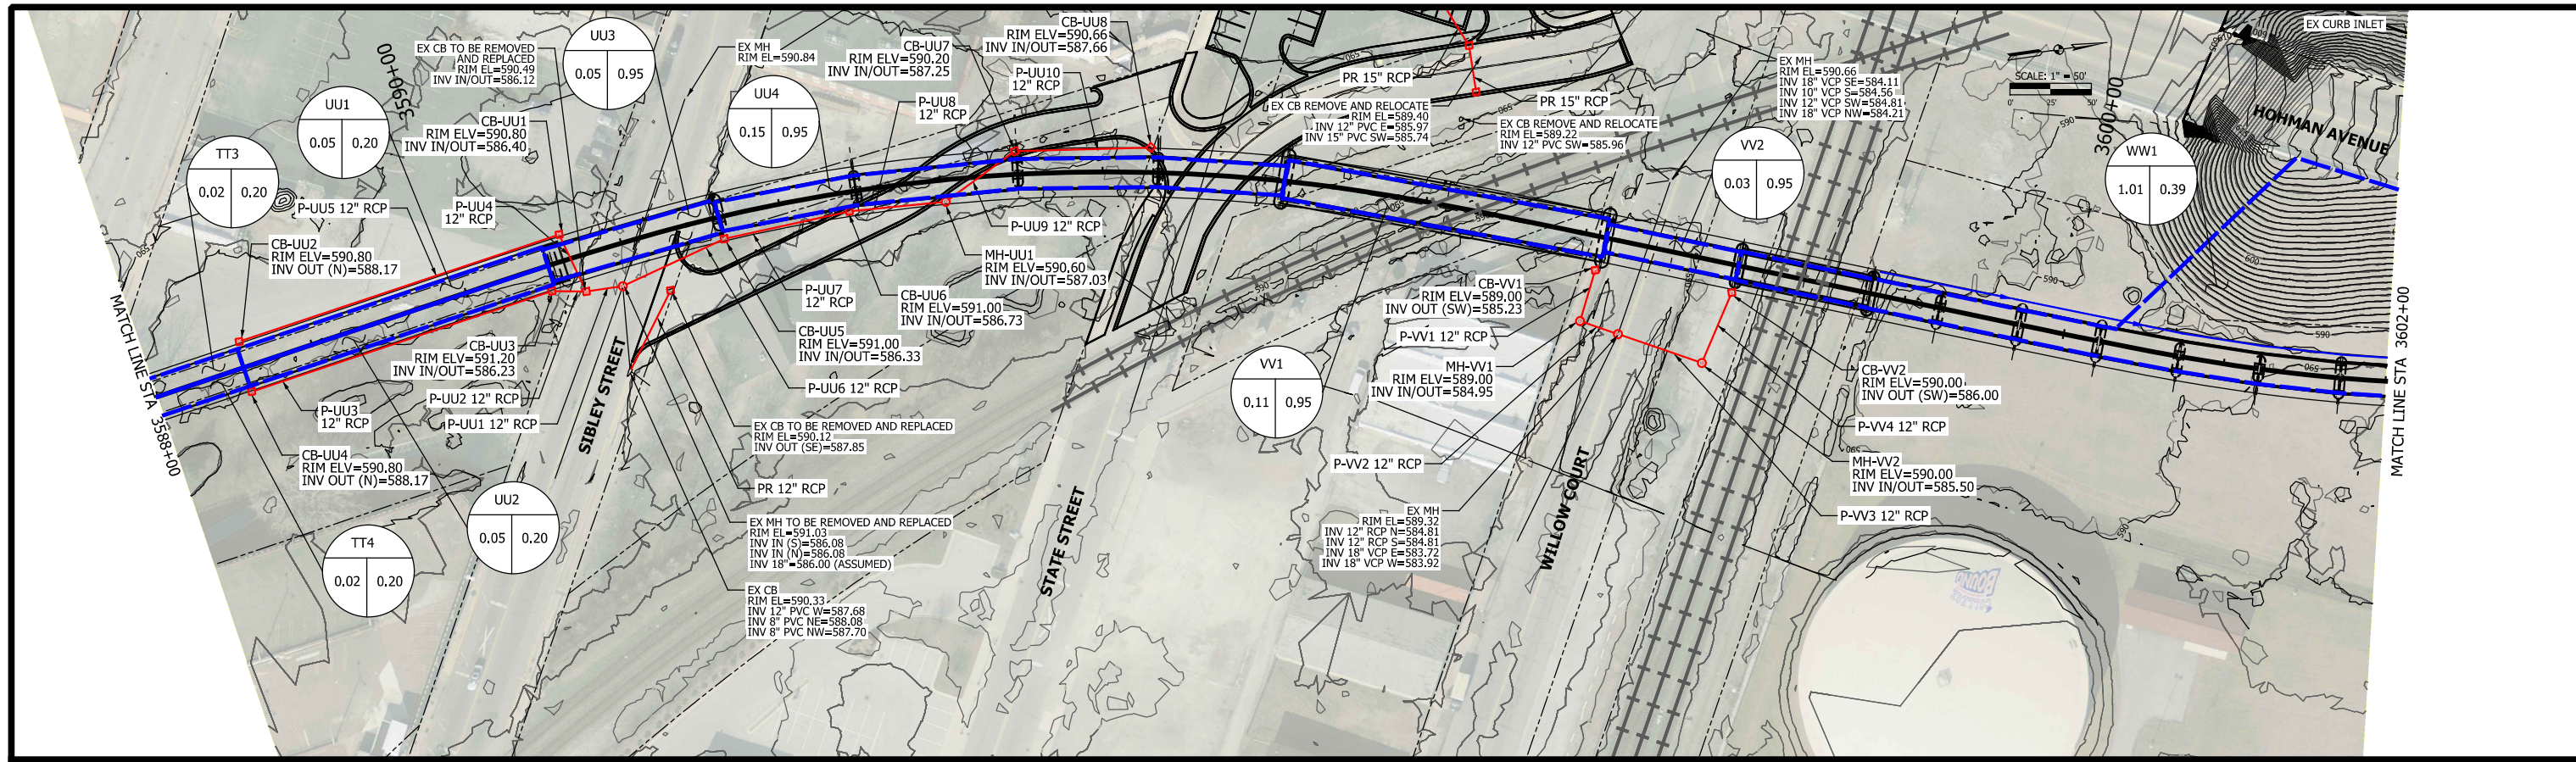 EX CB TO BE REMOVED
AND REPLACED
RIM EL=590.49
INV IN/OUT=586.12
UU3
0.05 0.95
EX MH
RIM EL=590.84
CB-UU7
RIM ELV=590.20
INV IN/OUT=587.25
CB-UU8
RIM ELV=590.66
INV IN/OUT=587.66
P-UU10
12" RCP
P-UU8
12" RCP
UU4
0.15 0.95
3590+00
UU1
0.05 0.20
CB-UU1
RIM ELV=590.80
INV IN/OUT=586.40
TT3
0.02 0.20
P-UU5 12" RCP
P-UU4
12" RCP
CB-UU2
RIM ELV=590.80
INV OUT (N)=588.17
PR 15" RCP
PR 15" RCP
EX CB REMOVE AND RELOCATE
RIM EL=589.40
INV 12" PVC E=585.97
INV 15" PVC SW=585.74
EX CB REMOVE AND RELOCATE
RIM EL=589.22
INV 12" PVC SW=585.96
EX MH
RIM EL=590.66
INV 18" VCP SE=584.11
INV 10" VCP S=584.56
INV 12" VCP SW=584.81
INV 18" VCP NW=584.21
VV2
0.03 0.95
SCALE: 1" = 50'
0' 25' 50'
3600+00
EX CURB INLET
HOHMAN AVENUE
WW1
1.01 0.39
590
600
590
590
590
590
590
P-UU9 12" RCP
MH-UU1
RIM ELV=590.60
INV IN/OUT=587.03
P-UU7
12" RCP
CB-UU6
RIM ELV=591.00
INV IN/OUT=586.73
CB-UU5
RIM ELV=591.00
INV IN/OUT=586.33
P-UU6 12" RCP
CB-UU3
RIM ELV=591.20
INV IN/OUT=586.23
P-UU2 12" RCP
P-UU1 12" RCP
P-UU3
12" RCP
CB-UU4
RIM ELV=590.80
INV OUT (N)=588.17
MATCH LINE STA 3588+00
SIBLEY STREET
EX CB TO BE REMOVED AND REPLACED
RIM EL=590.12
INV OUT (SE)=587.85
PR 12" RCP
EX MH TO BE REMOVED AND REPLACED
RIM EL=591.03
INV IN (S)=586.08
INV IN (N)=586.08
INV 18"=586.00 (ASSUMED)
EX CB
RIM EL=590.33
INV 12" PVC W=587.68
INV 8" PVC NE=588.08
INV 8" PVC NW=587.70
UU2
0.05 0.20
TT4
0.02 0.20
STATE STREET
CB-VV1
RIM ELV=589.00
INV OUT (SW)=585.23
P-VV1 12" RCP
MH-VV1
RIM ELV=589.00
INV IN/OUT=584.95
VV1
0.11 0.95
P-VV2 12" RCP
EX MH
RIM EL=589.32
INV 12" RCP N=584.81
INV 12" RCP S=584.81
INV 18" VCP E=583.72
INV 18" VCP W=583.92
WILLOW COURT
CB-VV2
RIM ELV=590.00
INV OUT (SW)=586.00
P-VV4 12" RCP
MH-VV2
RIM ELV=590.00
INV IN/OUT=585.50
P-VV3 12" RCP
MATCH LINE STA 3602+00